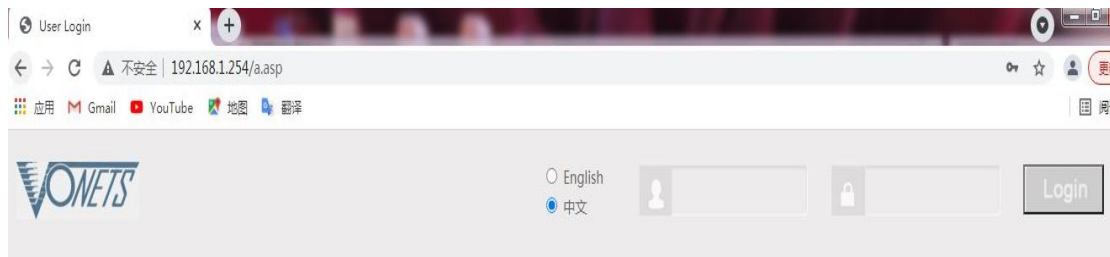 User Login
不安全 192.168.1.254/a.asp
应用 Gmail YouTube 地图 翻译
VONETS
English
中文
Login